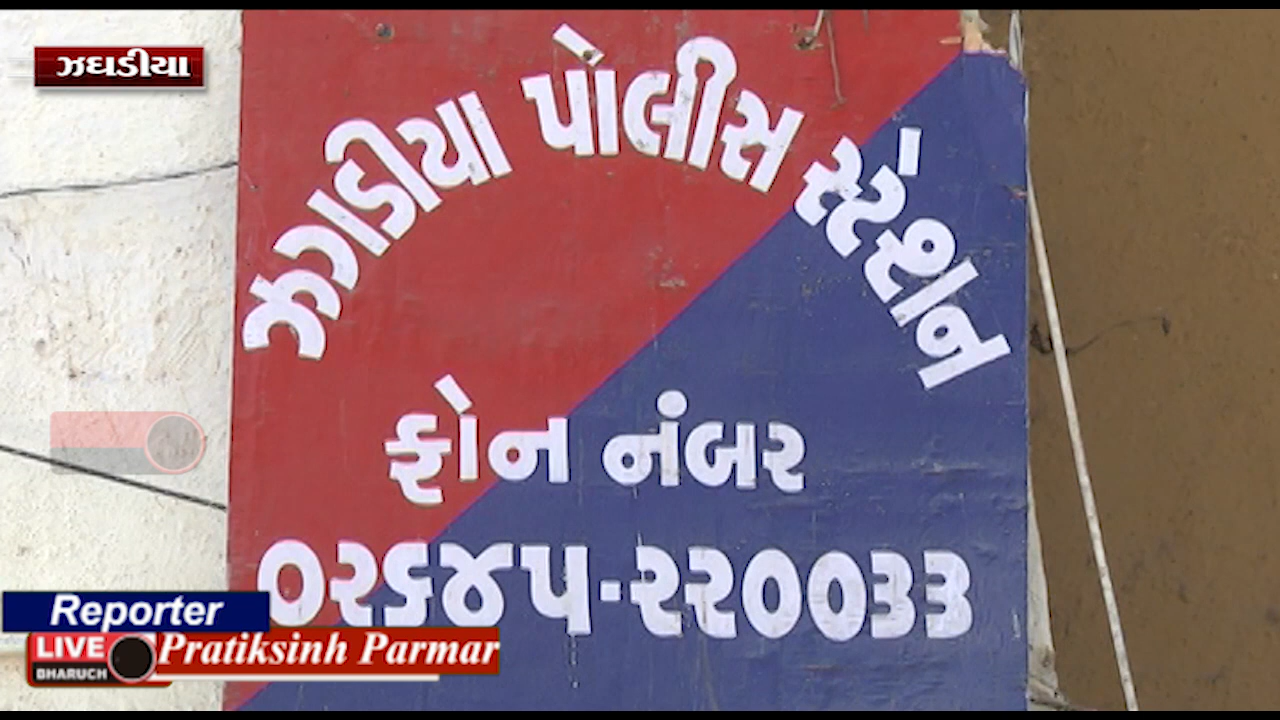 ઝઘડીયા
ઝગડીયા પોલીસ સ્ટેશન
ફોન નંબર
૦૨૬૪૫-૨૨૦૦૩૩
Reporter
LIVE
BHARUCH
Pratiksinh Parmar